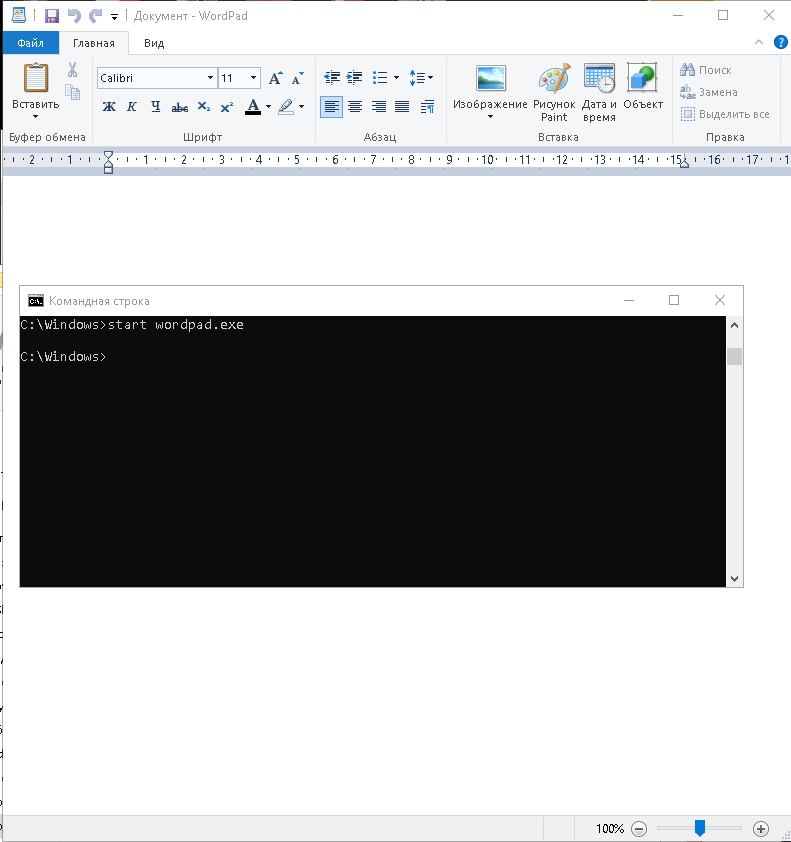 Документ - WordPad
Файл Главная Вид
Вставить
Calibri 11
Ж К Ч abc X₂ X² А
Изображение Рисунок Paint Дата и время Объект
Поиск
Замена
Выделить все
Буфер обмена Шрифт Абзац Вставка Правка
2 1 1 2 3 4 5 6 7 8 9 10 11 12 13 14 15 16 17
Командная строка
C:\Windows>start wordpad.exe
C:\Windows>
100%